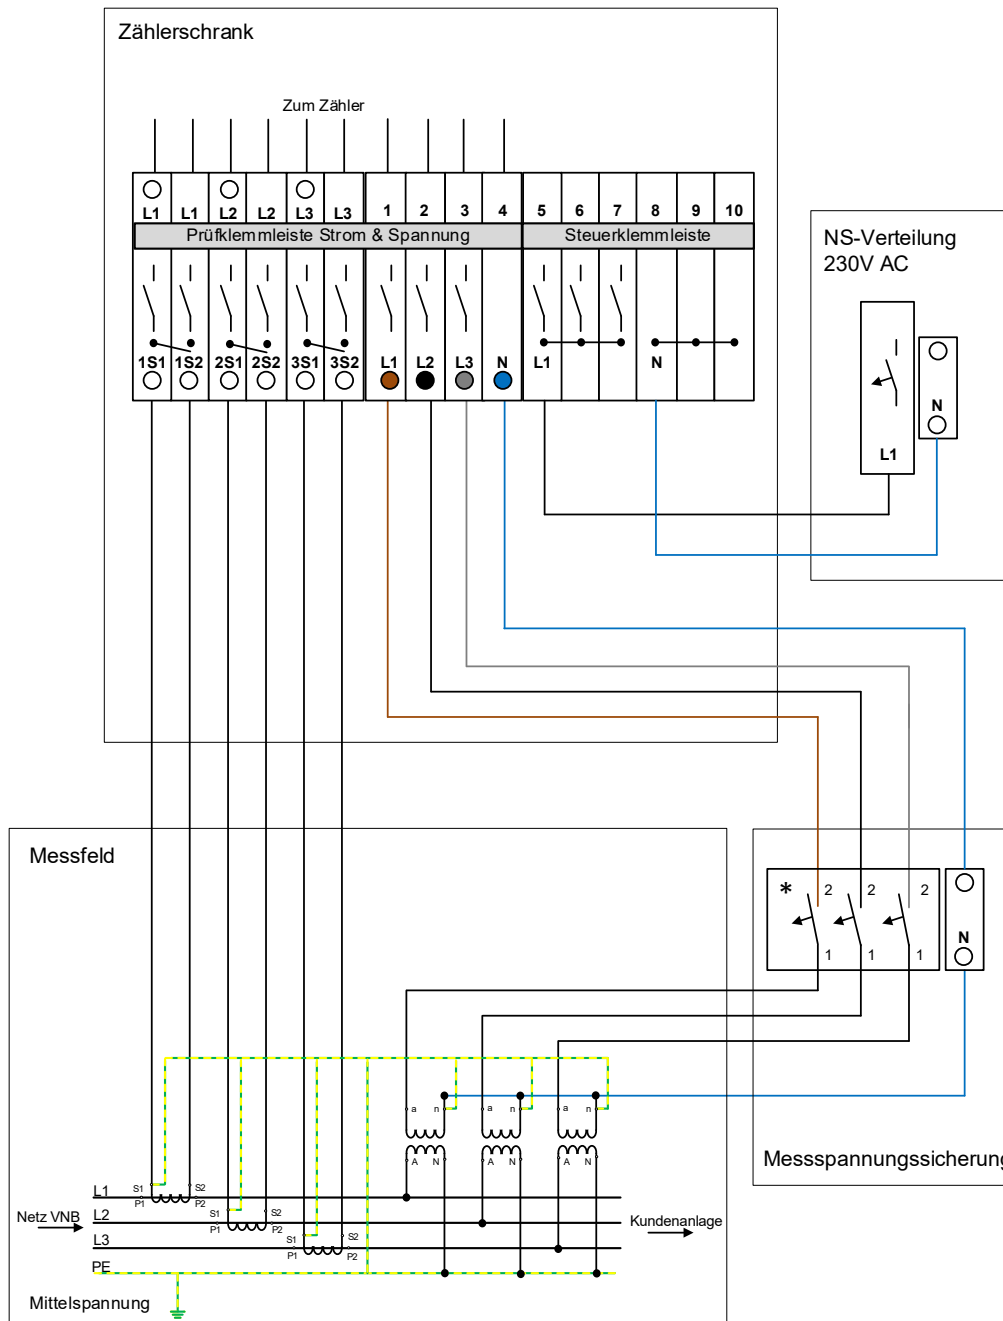 Zählerschrank
Zum Zähler
L1 L1 L2 L2 L3 L3 1 2 3 4 5 6 7 8 9 10
Prüfklemmleiste Strom & Spannung Steuerklemmleiste
1S1 1S2 2S1 2S2 3S1 3S2 L1 L2 L3 N L1 N
NS-Verteilung
230V AC
N
L1
Messfeld
* 2 2 2
N
1 1 1
Messspannungssicherung
a n a n a n
A N A N A N
L1 S1 S2
P1 P2
Netz VNB L2 S1 S2 Kundenanlage
P1 P2
L3 S1 S2
P1 P2
PE
Mittelspannung